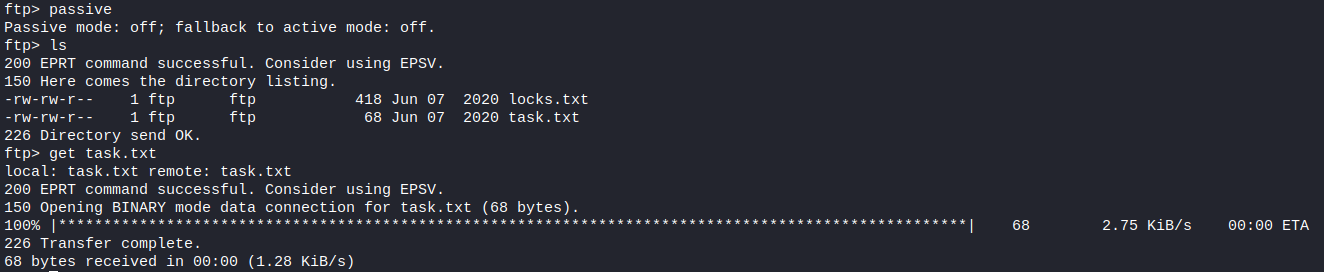 ftp> passive
Passive mode: off; fallback to active mode: off.
ftp> ls
200 EPRT command successful. Consider using EPSV.
150 Here comes the directory listing.
-rw-rw-r--    1 ftp      ftp           418 Jun 07  2020 locks.txt
-rw-rw-r--    1 ftp      ftp            68 Jun 07  2020 task.txt
226 Directory send OK.
ftp> get task.txt
local: task.txt remote: task.txt
200 EPRT command successful. Consider using EPSV.
150 Opening BINARY mode data connection for task.txt (68 bytes).
100% |*****************************************************************************************************|    68        2.75 KiB/s    00:00 ETA
226 Transfer complete.
68 bytes received in 00:00 (1.28 KiB/s)